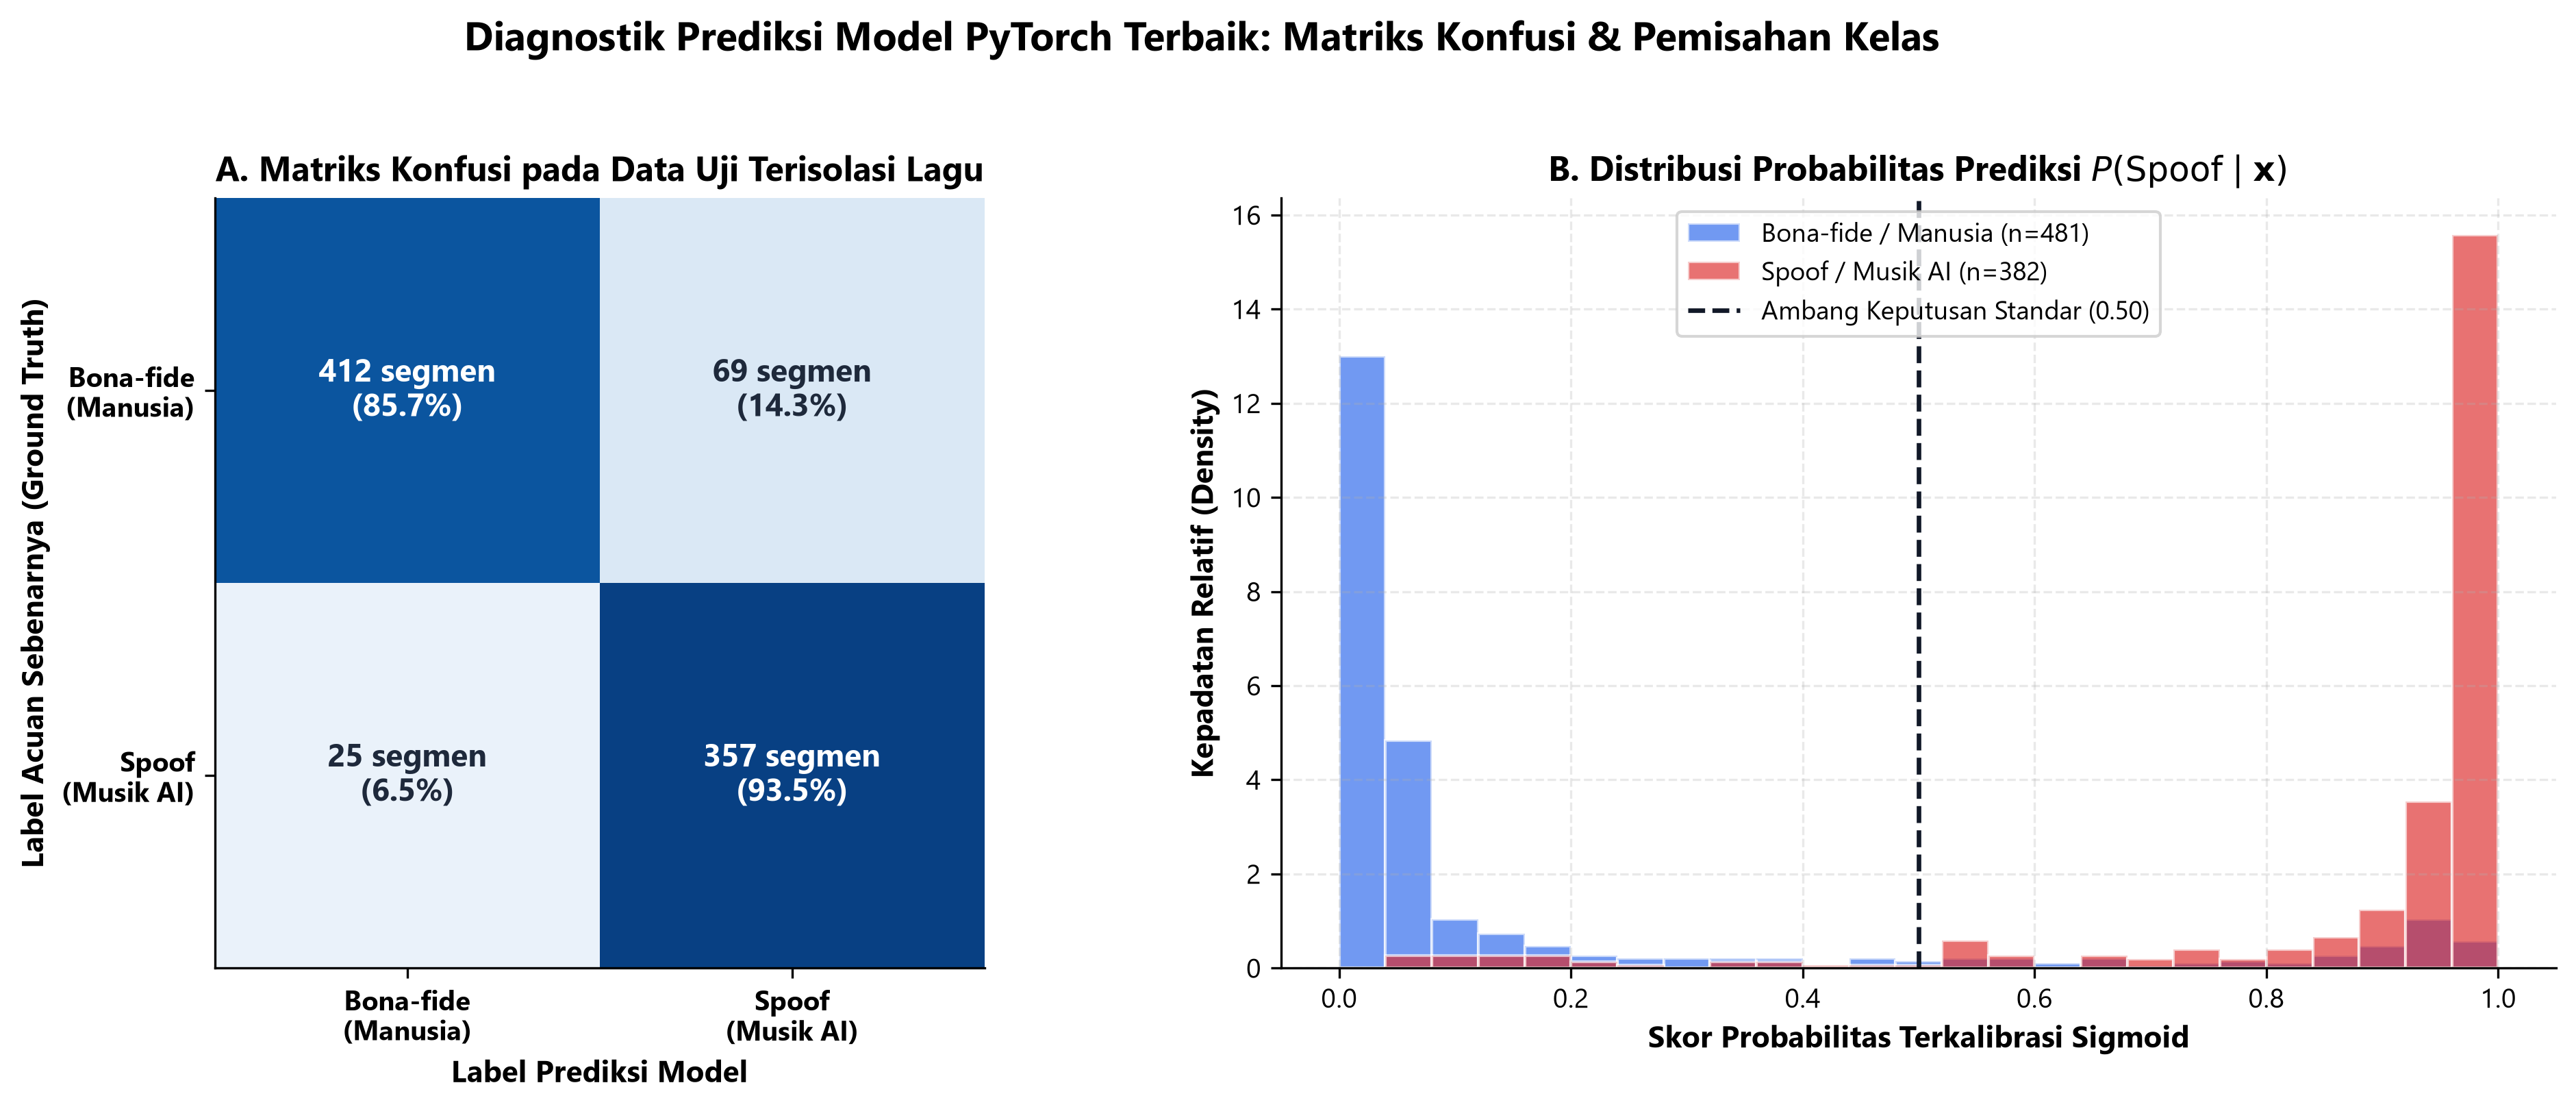 Diagnostik Prediksi Model PyTorch Terbaik: Matriks Konfusi & Pemisahan Kelas
A. Matriks Konfusi pada Data Uji Terisolasi Lagu
Label Acuan Sebenarnya (Ground Truth)
Bona-fide
(Manusia)
412 segmen
(85.7%)
69 segmen
(14.3%)
Spoof
(Musik AI)
25 segmen
(6.5%)
357 segmen
(93.5%)
Bona-fide
(Manusia)
Spoof
(Musik AI)
Label Prediksi Model
B. Distribusi Probabilitas Prediksi P(Spoof | x)
Kepadatan Relatif (Density)
16
14
12
10
8
6
4
2
0
Bona-fide / Manusia (n=481)
Spoof / Musik AI (n=382)
Ambang Keputusan Standar (0.50)
0.0
0.2
0.4
0.6
0.8
1.0
Skor Probabilitas Terkalibrasi Sigmoid